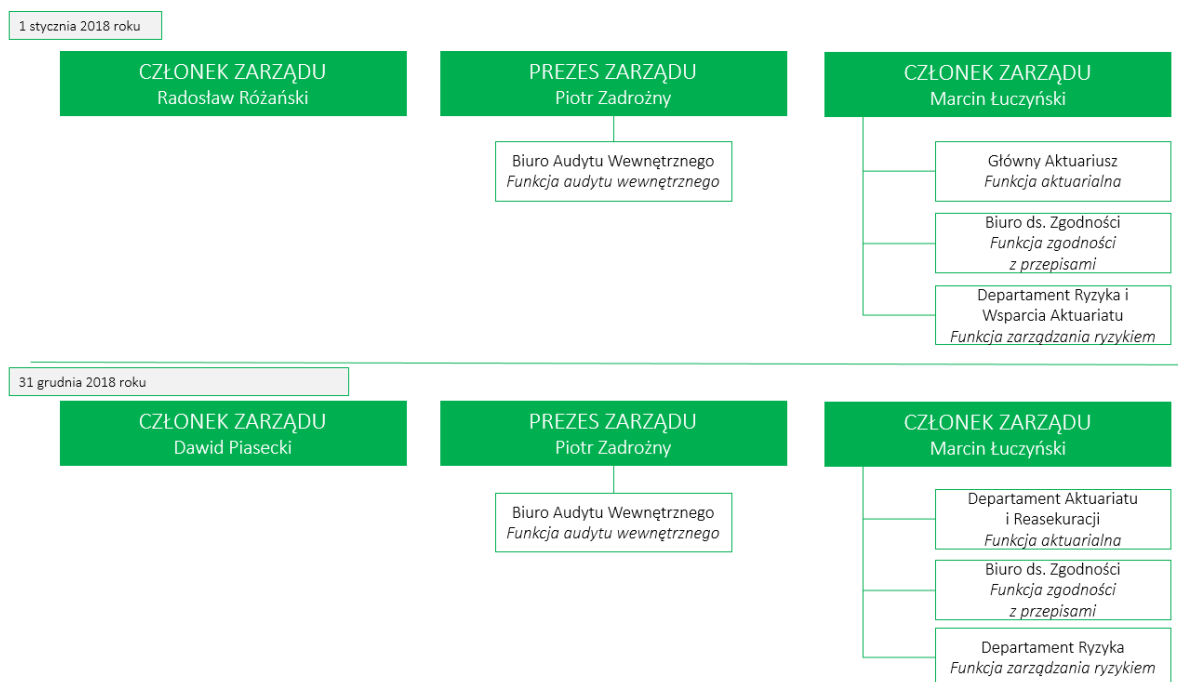 1 stycznia 2018 roku
CZŁONEK ZARZĄDU
Radosław Różański
PREZES ZARZĄDU
Piotr Zadrożny
CZŁONEK ZARZĄDU
Marcin Łuczyński
Biuro Audytu Wewnętrznego
Funkcja audytu wewnętrznego
Główny Aktuariusz
Funkcja aktuarialna
Biuro ds. Zgodności
Funkcja zgodności
z przepisami
Departament Ryzyka i
Wsparcia Aktuariatu
Funkcja zarządzania ryzykiem
31 grudnia 2018 roku
CZŁONEK ZARZĄDU
Dawid Piasecki
PREZES ZARZĄDU
Piotr Zadrożny
CZŁONEK ZARZĄDU
Marcin Łuczyński
Biuro Audytu Wewnętrznego
Funkcja audytu wewnętrznego
Departament Aktuariatu
i Reasekuracji
Funkcja aktuarialna
Biuro ds. Zgodności
Funkcja zgodności
z przepisami
Departament Ryzyka
Funkcja zarządzania ryzykiem